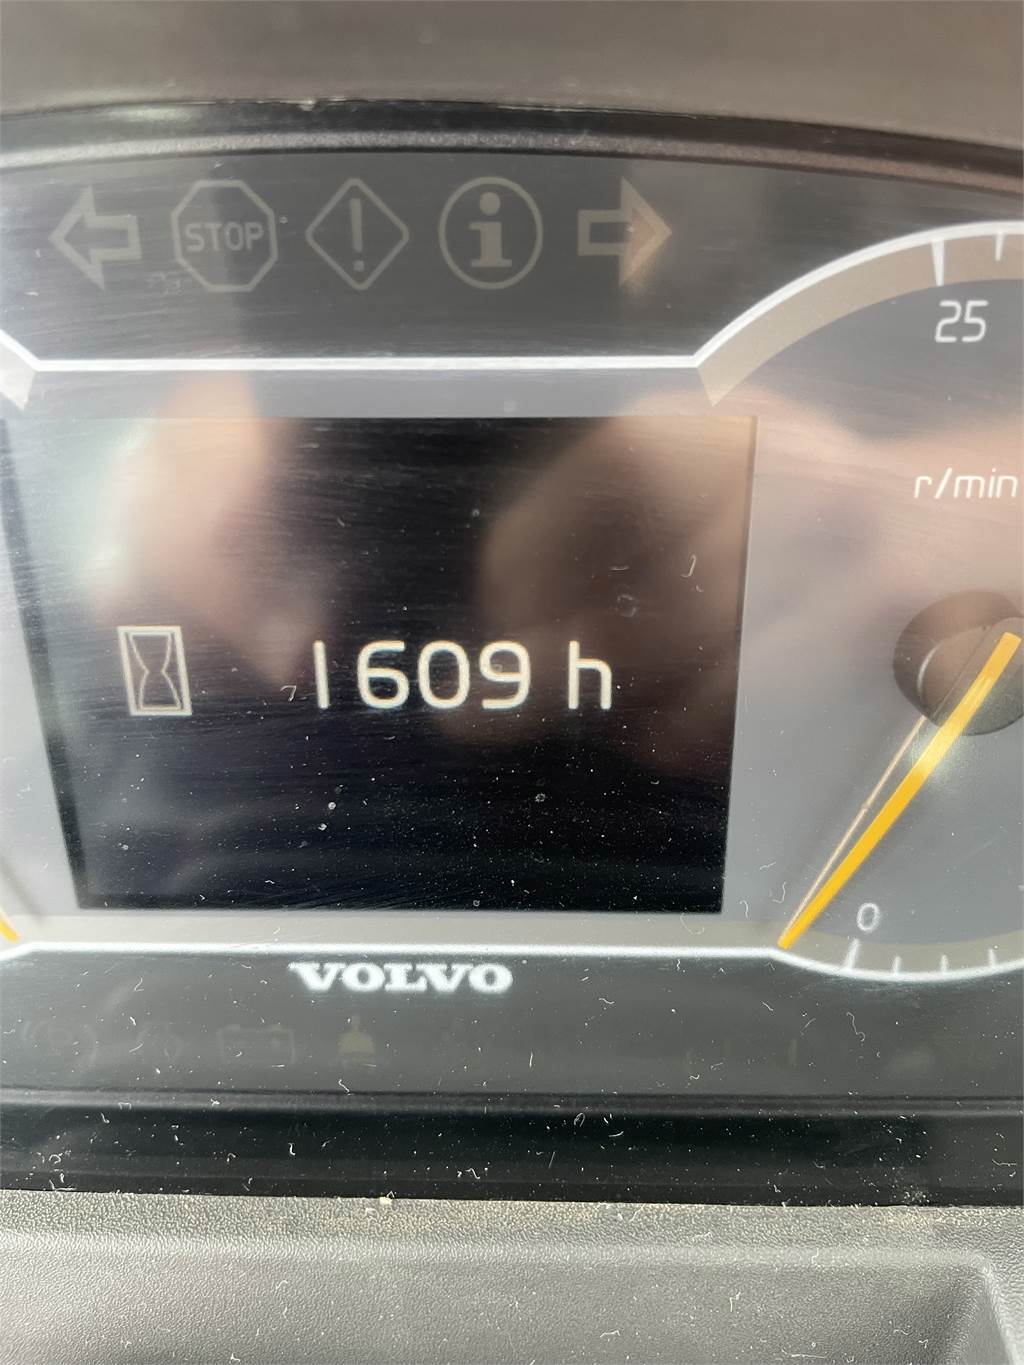 STOP
25
r/min
1609 h
0
VOLVO